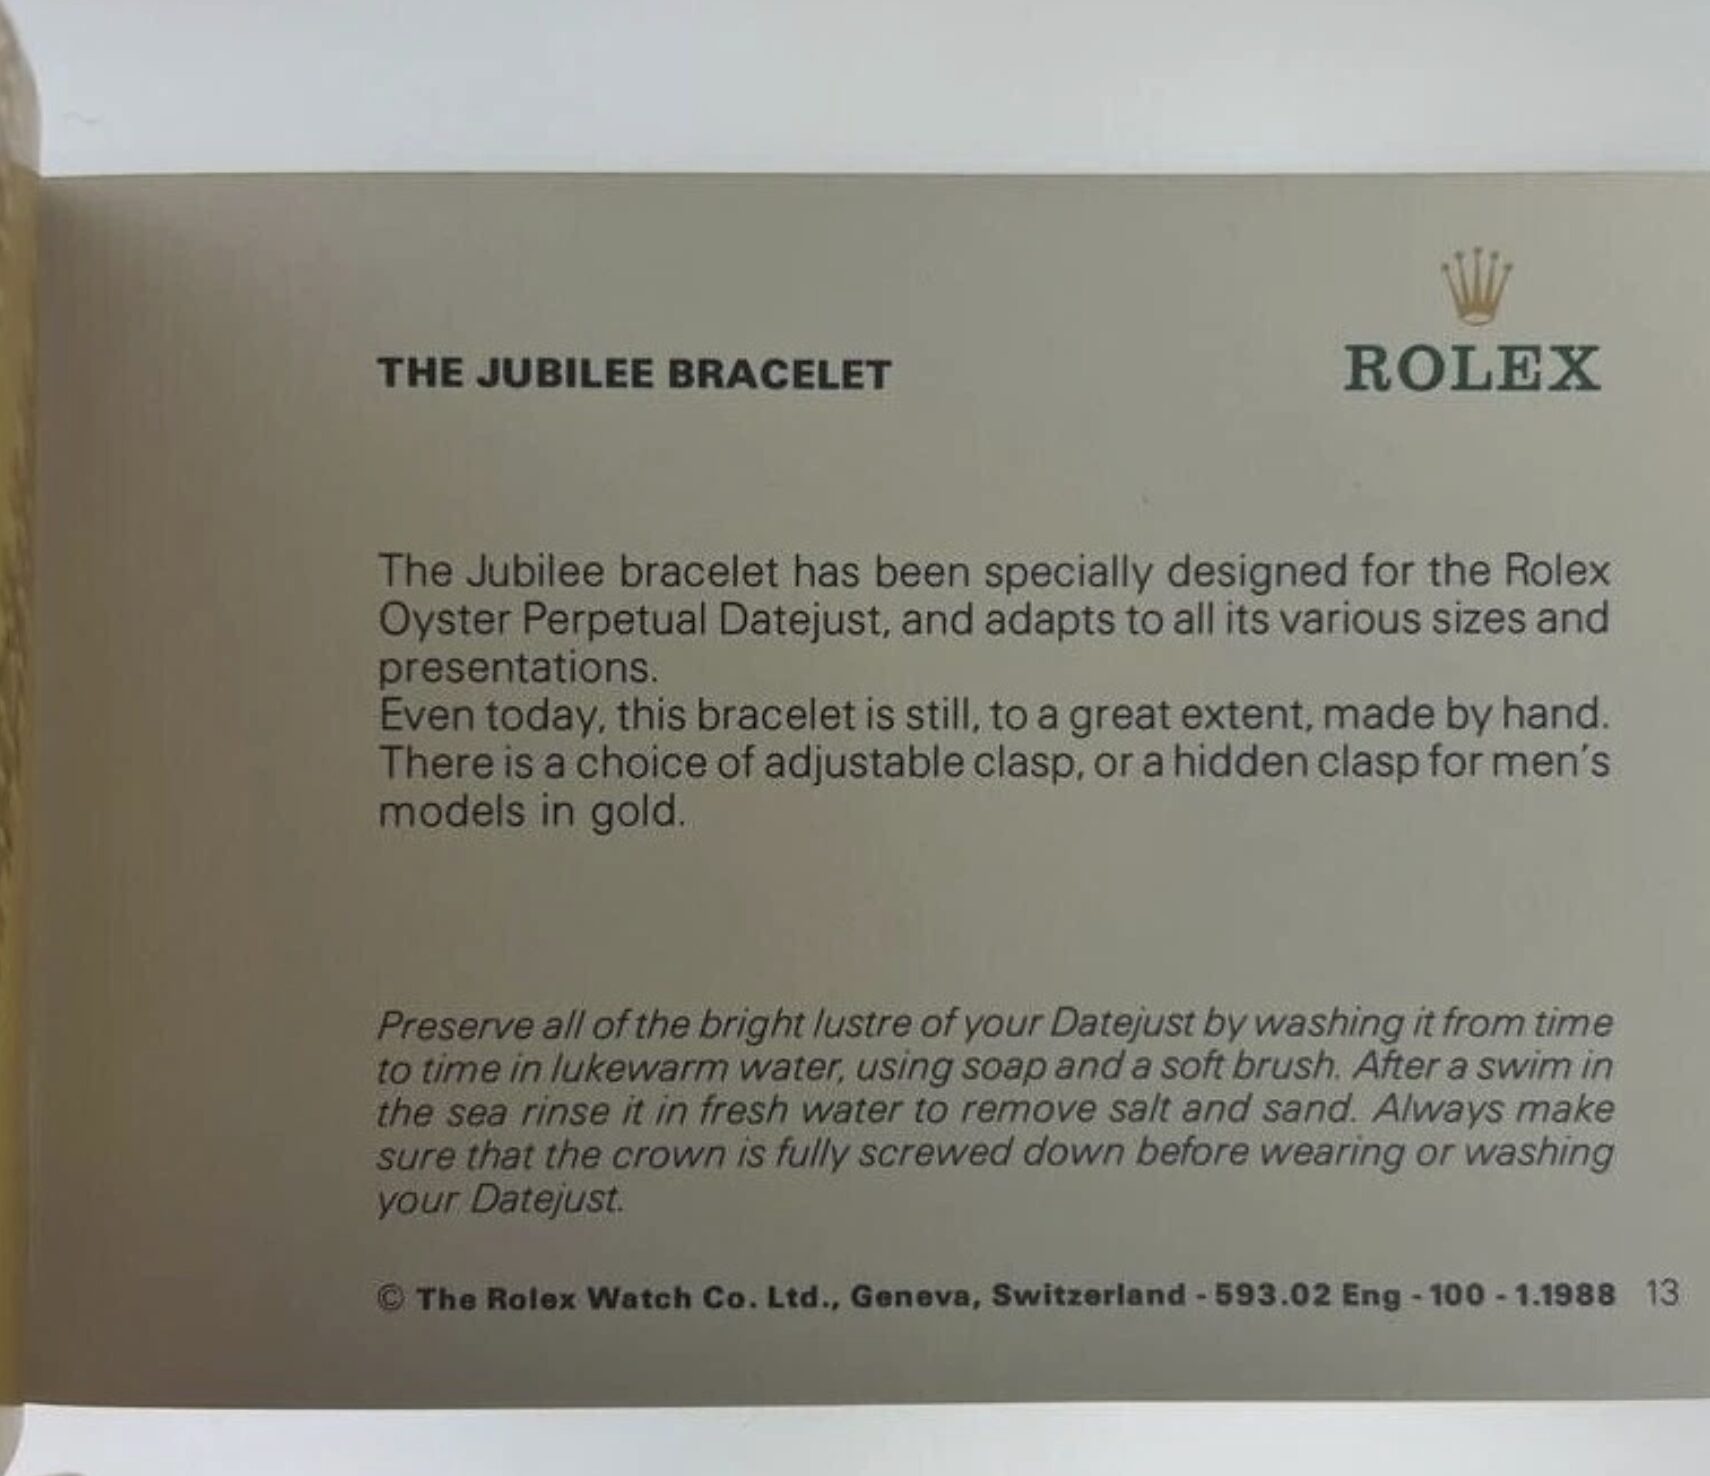 THE JUBILEE BRACELET
ROLEX
The Jubilee bracelet has been specially designed for the Rolex
Oyster Perpetual Datejust, and adapts to all its various sizes and
presentations.
Even today, this bracelet is still, to a great extent, made by hand.
There is a choice of adjustable clasp, or a hidden clasp for men's
models in gold.
Preserve all of the bright lustre of your Datejust by washing it from time
to time in lukewarm water, using soap and a soft brush. After a swim in
the sea rinse it in fresh water to remove salt and sand. Always make
sure that the crown is fully screwed down before wearing or washing
your Datejust.
© The Rolex Watch Co. Ltd., Geneva, Switzerland - 593.02 Eng - 100 - 1.1988 13